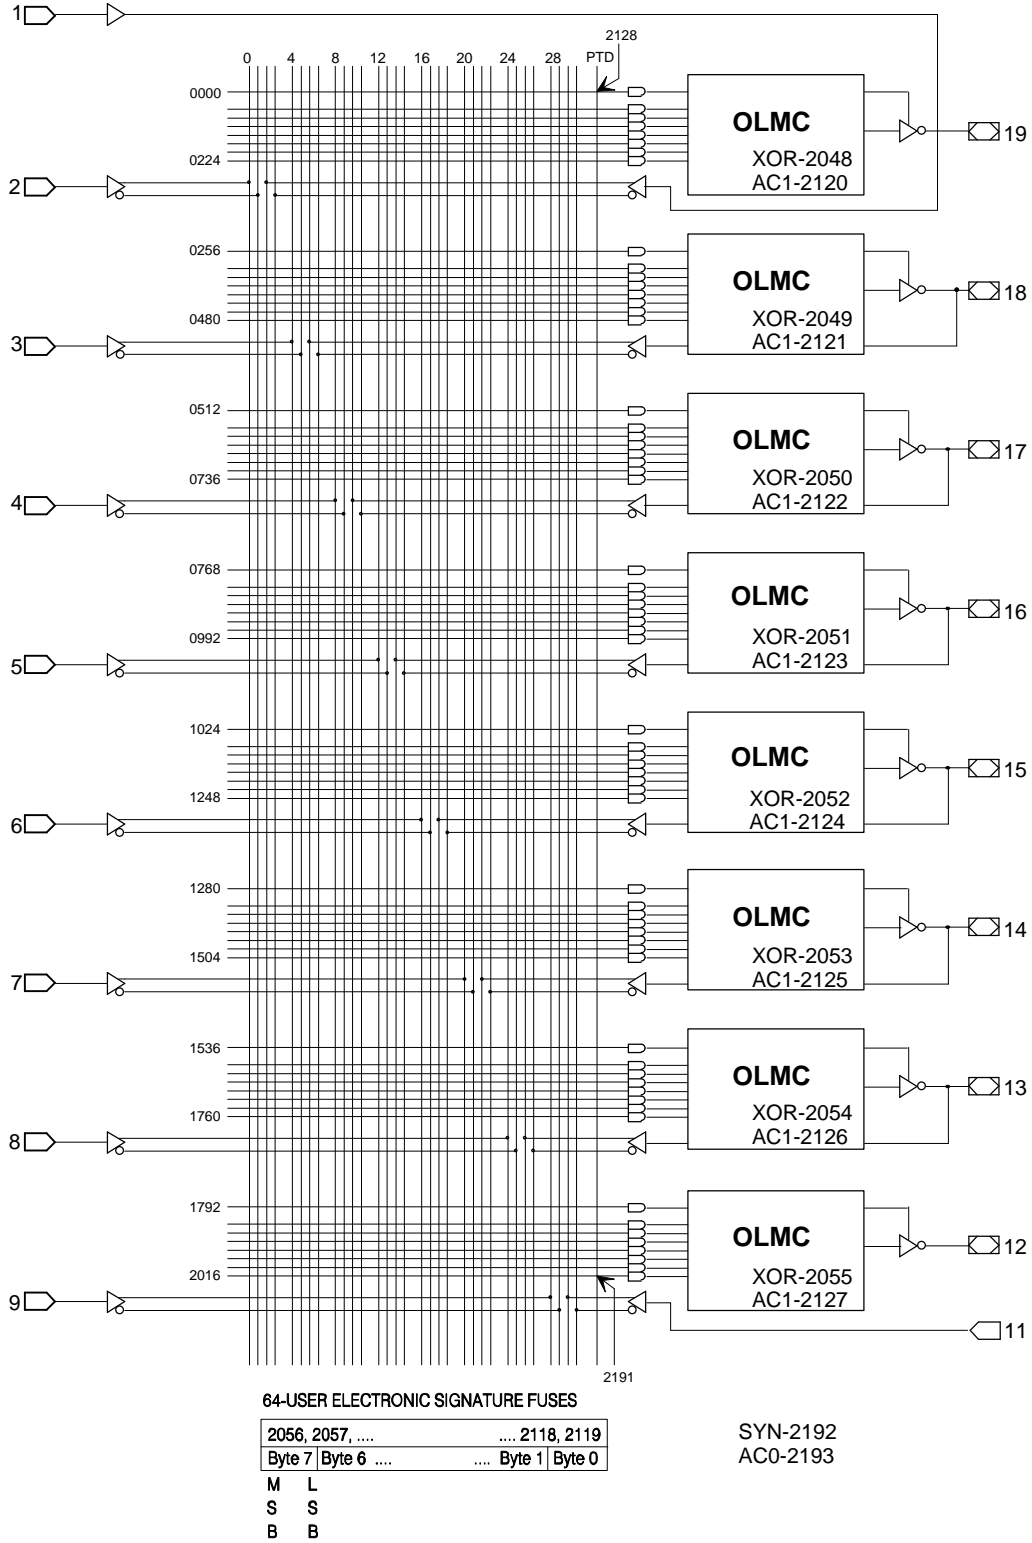 1
2128
0 4 8 12 16 20 24 28 PTD
0000
OLMC
19
XOR-2048
0224
AC1-2120
2
0256
OLMC
18
XOR-2049
0480
AC1-2121
3
0512
OLMC
17
XOR-2050
0736
AC1-2122
4
0768
OLMC
16
XOR-2051
0992
AC1-2123
5
1024
OLMC
15
XOR-2052
1248
AC1-2124
6
1280
OLMC
14
XOR-2053
1504
AC1-2125
7
1536
OLMC
13
XOR-2054
1760
AC1-2126
8
1792
OLMC
12
XOR-2055
2016
AC1-2127
9
11
2191
64-USER ELECTRONIC SIGNATURE FUSES
2056, 2057, .... .... 2118, 2119
Byte 7 Byte 6 .... .... Byte 1 Byte 0
M L
S S
B B
SYN-2192
AC0-2193